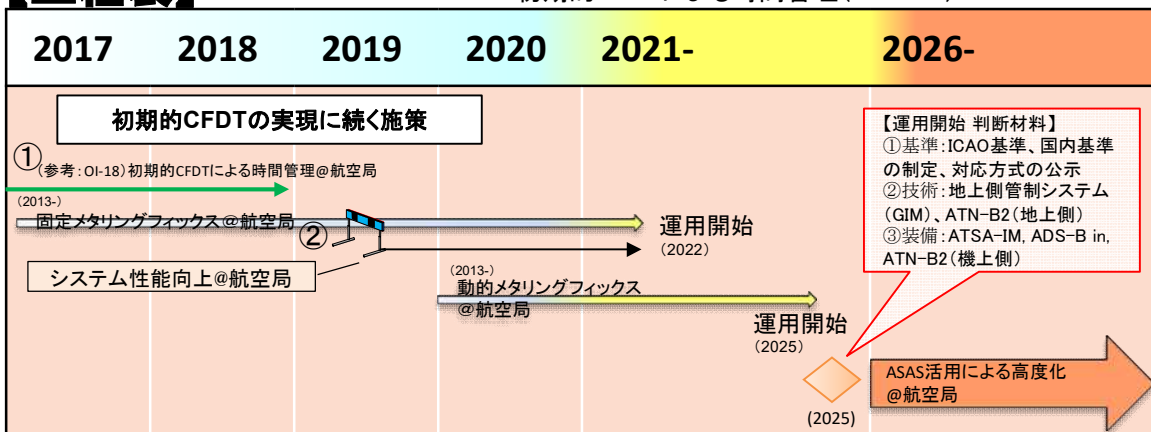 2017 2018 2019 2020 2021- 2026-
初期的CFDTの実現に続く施策
①
(参考:OI-18)初期的CFDTによる時間管理@航空局
(2013-)
固定メタリングフィックス@航空局
運用開始
(2022)
②
システム性能向上@航空局
(2013-)
動的メタリングフィックス
@航空局
運用開始
(2025)
【運用開始 判断材料】
①基準:ICAO基準、国内基準
の制定、対応方式の公示
②技術:地上側管制システム
(GIM)、ATN-B2(地上側)
③装備:ATSA-IM, ADS-B in,
ATN-B2(機上側)
(2025)
ASAS活用による高度化
@航空局